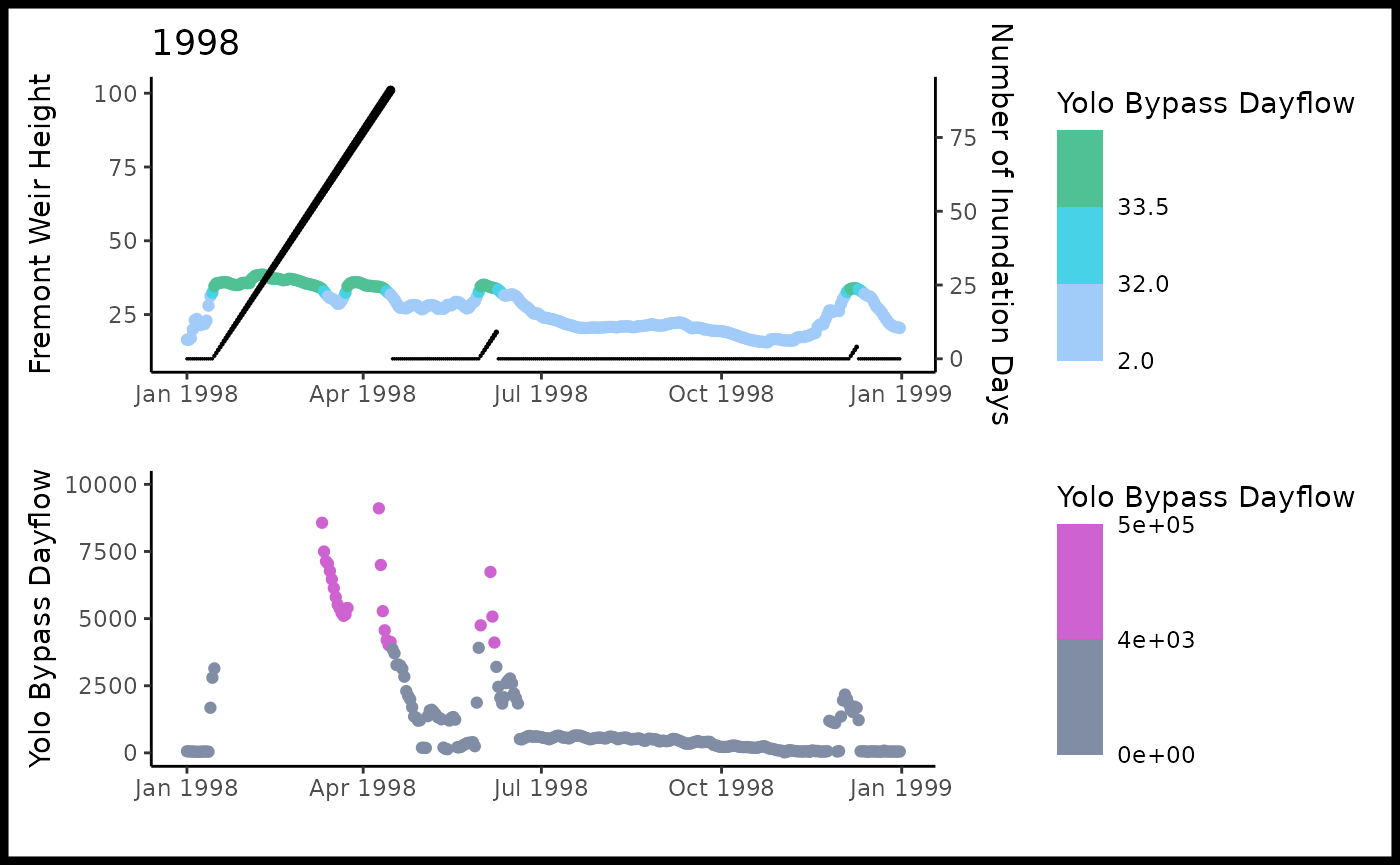 1998
Fremont Weir Height
100
75
50
25
75
50
25
0
Number of Inundation Days
Jan 1998 Apr 1998 Jul 1998 Oct 1998 Jan 1999
Yolo Bypass Dayflow
33.5
32.0
2.0
Yolo Bypass Dayflow
10000
7500
5000
2500
0
Jan 1998 Apr 1998 Jul 1998 Oct 1998 Jan 1999
Yolo Bypass Dayflow
5e+05
4e+03
0e+00